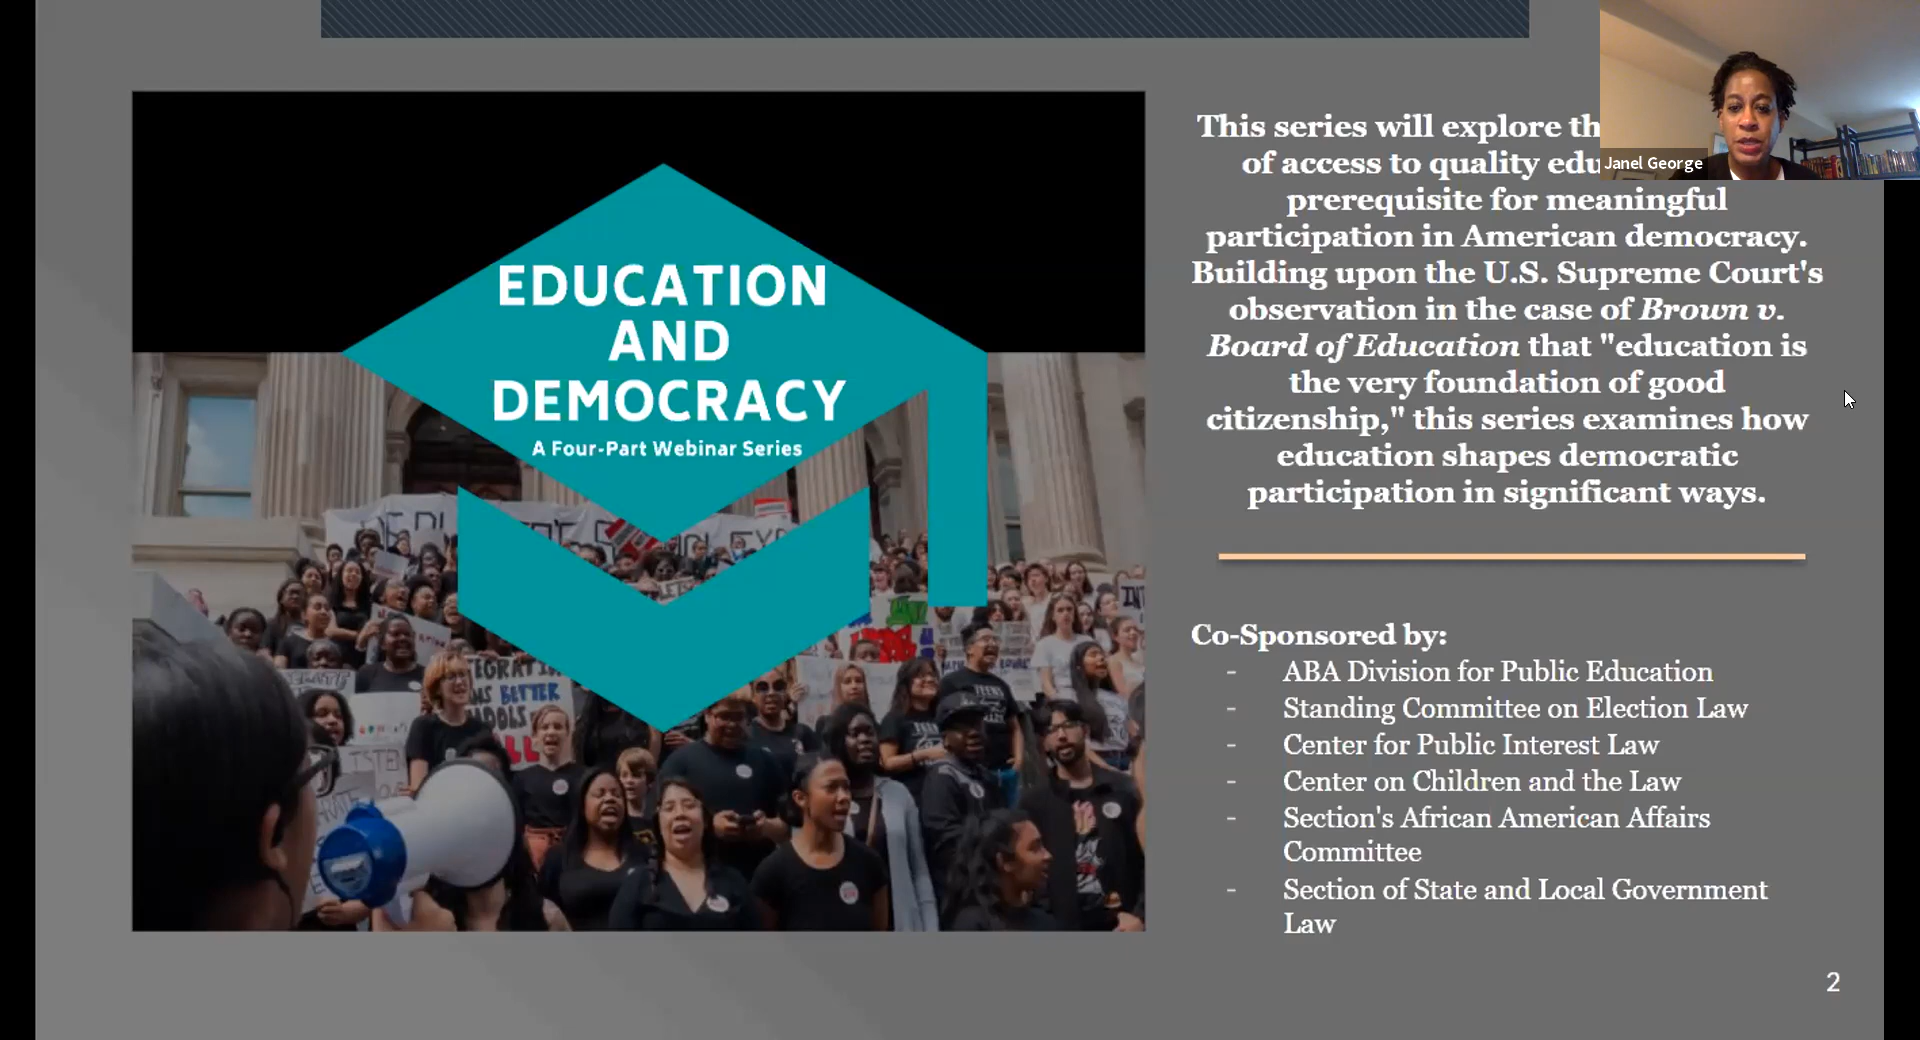 EDUCATION
AND
DEMOCRACY
A Four-Part Webinar Series
This series will explore
of access to quality
prerequisite for meaningful
participation in American democracy.
Building upon the U.S. Supreme Court's
observation in the case of Brown v.
Board of Education that "education is
the very foundation of good
citizenship," this series examines how
education shapes democratic
participation in significant ways.
Janel George
Co-Sponsored by:
- ABA Division for Public Education
- Standing Committee on Election Law
- Center for Public Interest Law
- Center on Children and the Law
- Section's African American Affairs
Committee
- Section of State and Local Government
Law
BETTER
TEENS
2